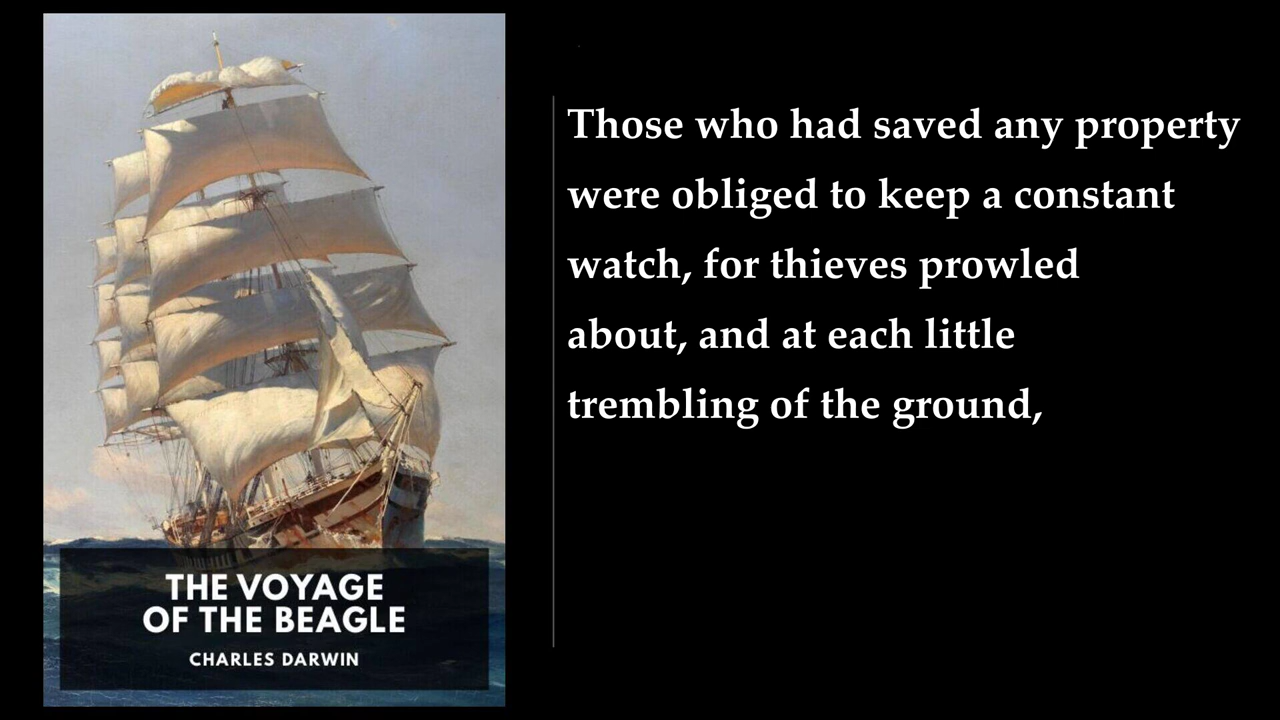 Those who had saved any property
were obliged to keep a constant
watch, for thieves prowled
about, and at each little
trembling of the ground,
THE VOYAGE
OF THE BEAGLE
CHARLES DARWIN